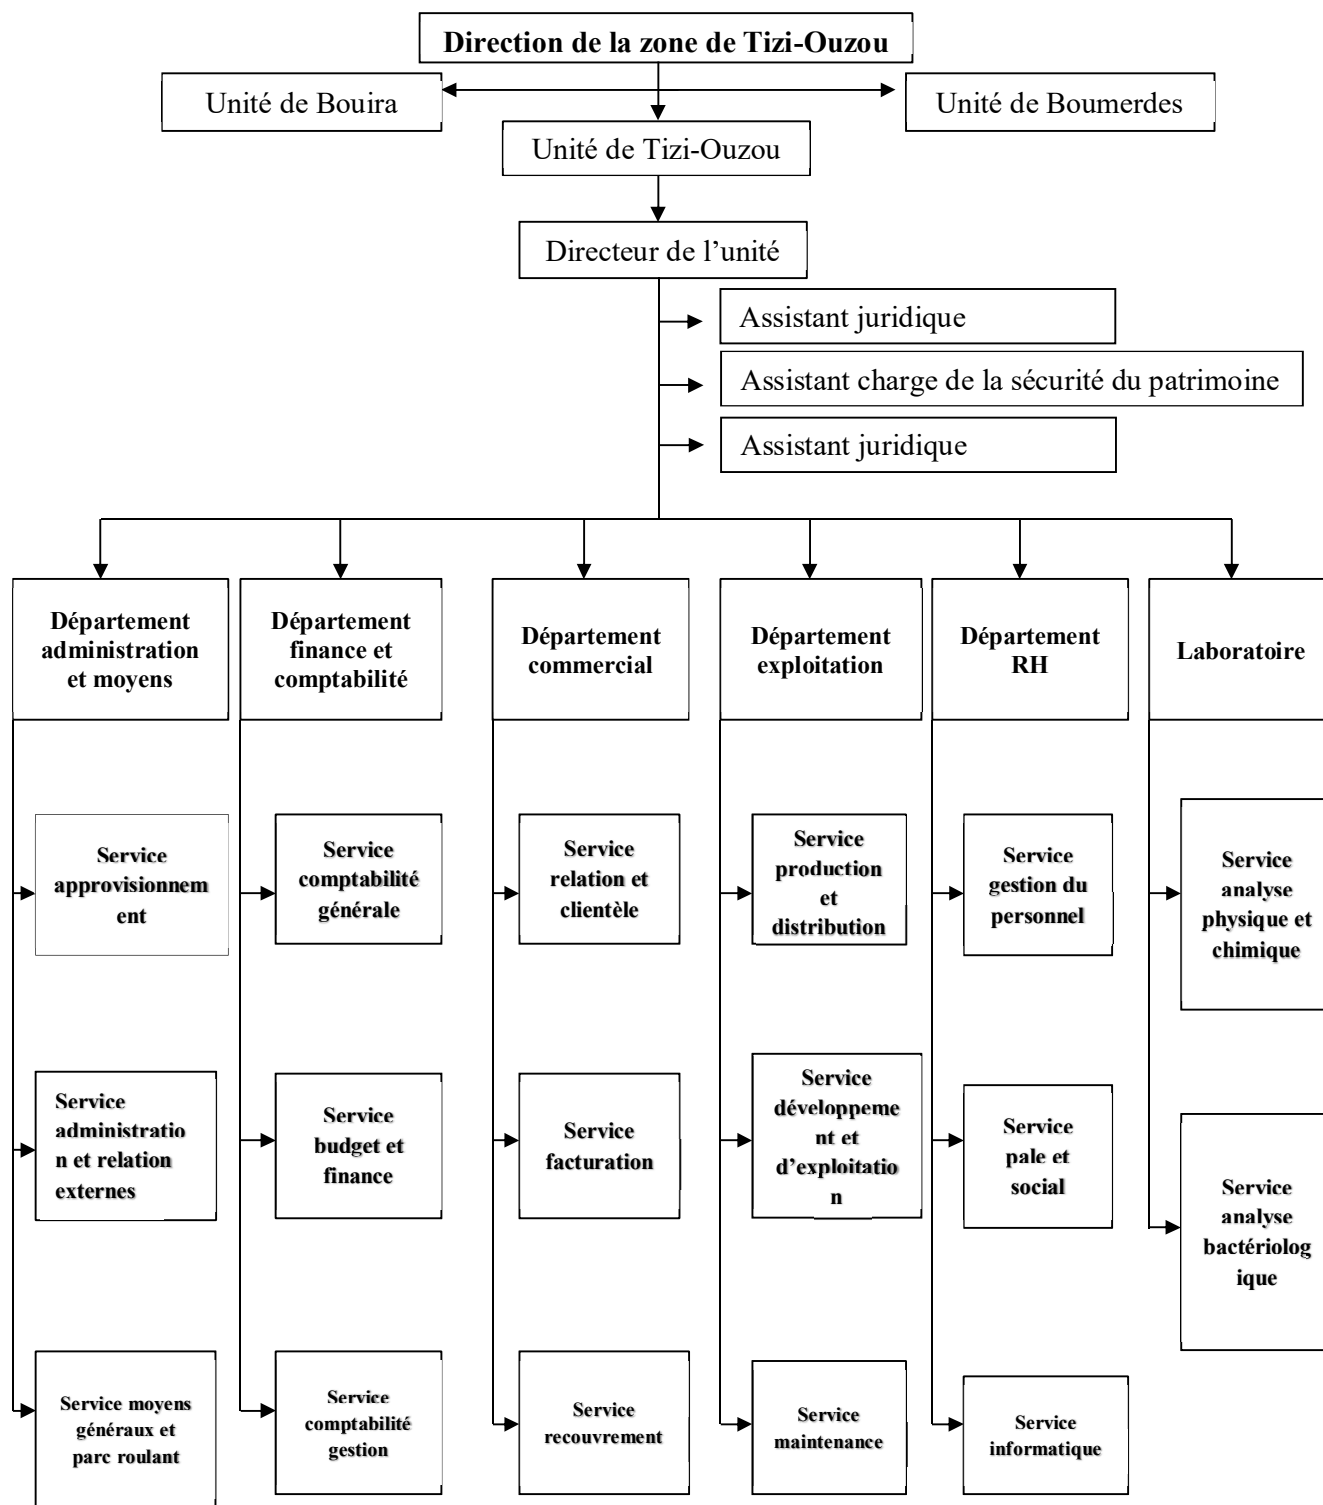 Direction de la zone de Tizi-Ouzou
Unité de Bouira
Unité de Boumerdes
Unité de Tizi-Ouzou
Directeur de l’unité
Assistant juridique
Assistant charge de la sécurité du patrimoine
Assistant juridique
Département
administration
et moyens
Département
finance et
comptabilité
Département
commercial
Département
exploitation
Département
RH
Laboratoire
Service
approvisionnem
ent
Service
comptabilité
générale
Service
relation et
clientèle
Service
production
et
distribution
Service
gestion du
personnel
Service
analyse
physique et
chimique
Service
administratio
n et relation
externes
Service
budget et
finance
Service
facturation
Service
développeme
nt et
d’exploitation
n
Service
pale et
social
Service
analyse
bactériolog
ique
Service moyens
généraux et
parc roulant
Service
comptabilité
gestion
Service
recouvrement
Service
maintenance
Service
informatique